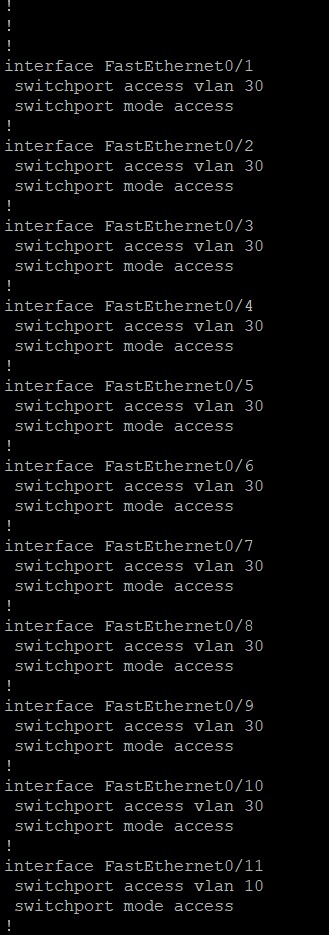 !
!
!
interface FastEthernet0/1
 switchport access vlan 30
 switchport mode access
!
interface FastEthernet0/2
 switchport access vlan 30
 switchport mode access
!
interface FastEthernet0/3
 switchport access vlan 30
 switchport mode access
!
interface FastEthernet0/4
 switchport access vlan 30
 switchport mode access
!
interface FastEthernet0/5
 switchport access vlan 30
 switchport mode access
!
interface FastEthernet0/6
 switchport access vlan 30
 switchport mode access
!
interface FastEthernet0/7
 switchport access vlan 30
 switchport mode access
!
interface FastEthernet0/8
 switchport access vlan 30
 switchport mode access
!
interface FastEthernet0/9
 switchport access vlan 30
 switchport mode access
!
interface FastEthernet0/10
 switchport access vlan 30
 switchport mode access
!
interface FastEthernet0/11
 switchport access vlan 10
 switchport mode access
!